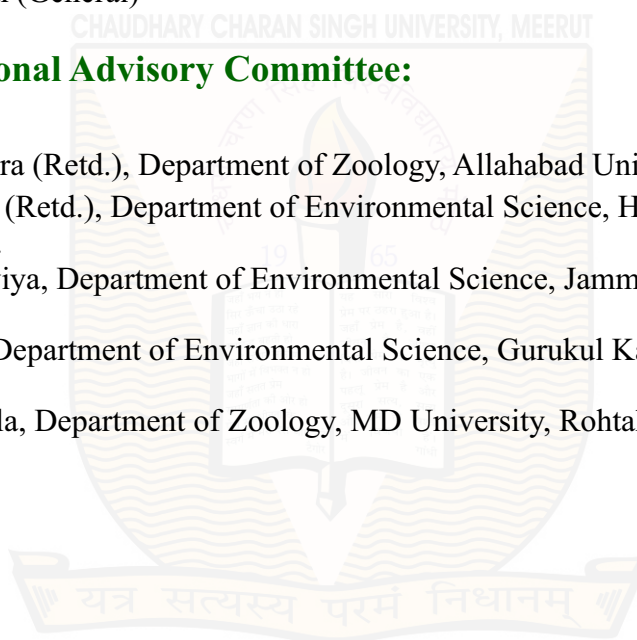 (General)
CHAUDHARY CHARAN SINGH UNIVERSITY, MEERUT
onal Advisory Committee:
ra (Retd.), Department of Zoology, Allahabad Uni
(Retd.), Department of Environmental Science, H
19 65
iya, Department of Environmental Science, Jamm
Department of Environmental Science, Gurukul Ka
la, Department of Zoology, MD University, Rohta
यत्र सत्यस्य परमं निधानम्